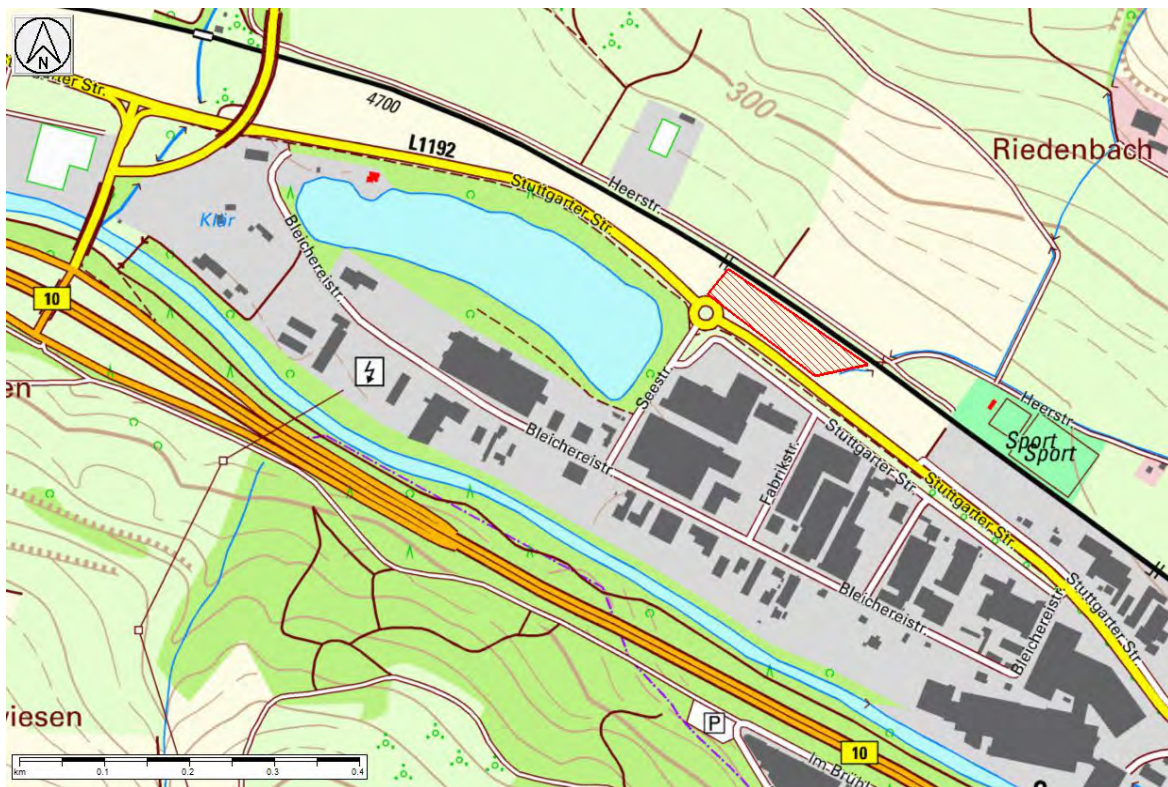 N
Stuttgarter Str.
4700
L1192
300
Riedenbach
Stuttgarter Str.
Heerstr.
Klär
Bleichereistr.
10
Seestr.
Heerstr.
Sport
Sport
Bleichereistr.
Fabrikstr.
Stuttgarter Str.
Stuttgarter Str.
Bleichereistr.
Bleichereistr.
Stuttgarter Str.
P
10
Im Brühl
km 0.1 0.2 0.3 0.4